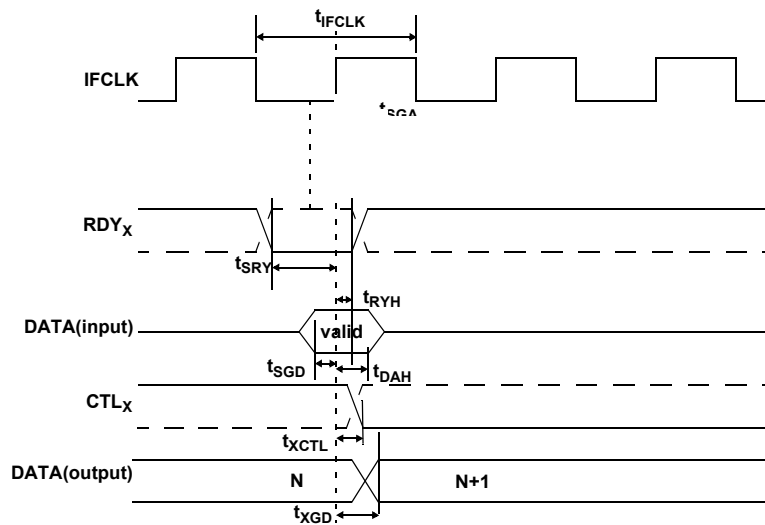 tIFCLK
IFCLK
tSGA
RDYX
tSRY
tRYH
DATA(input)
valid
tSGD
tDAH
CTLX
tXCTL
DATA(output)
N
N+1
tXGD